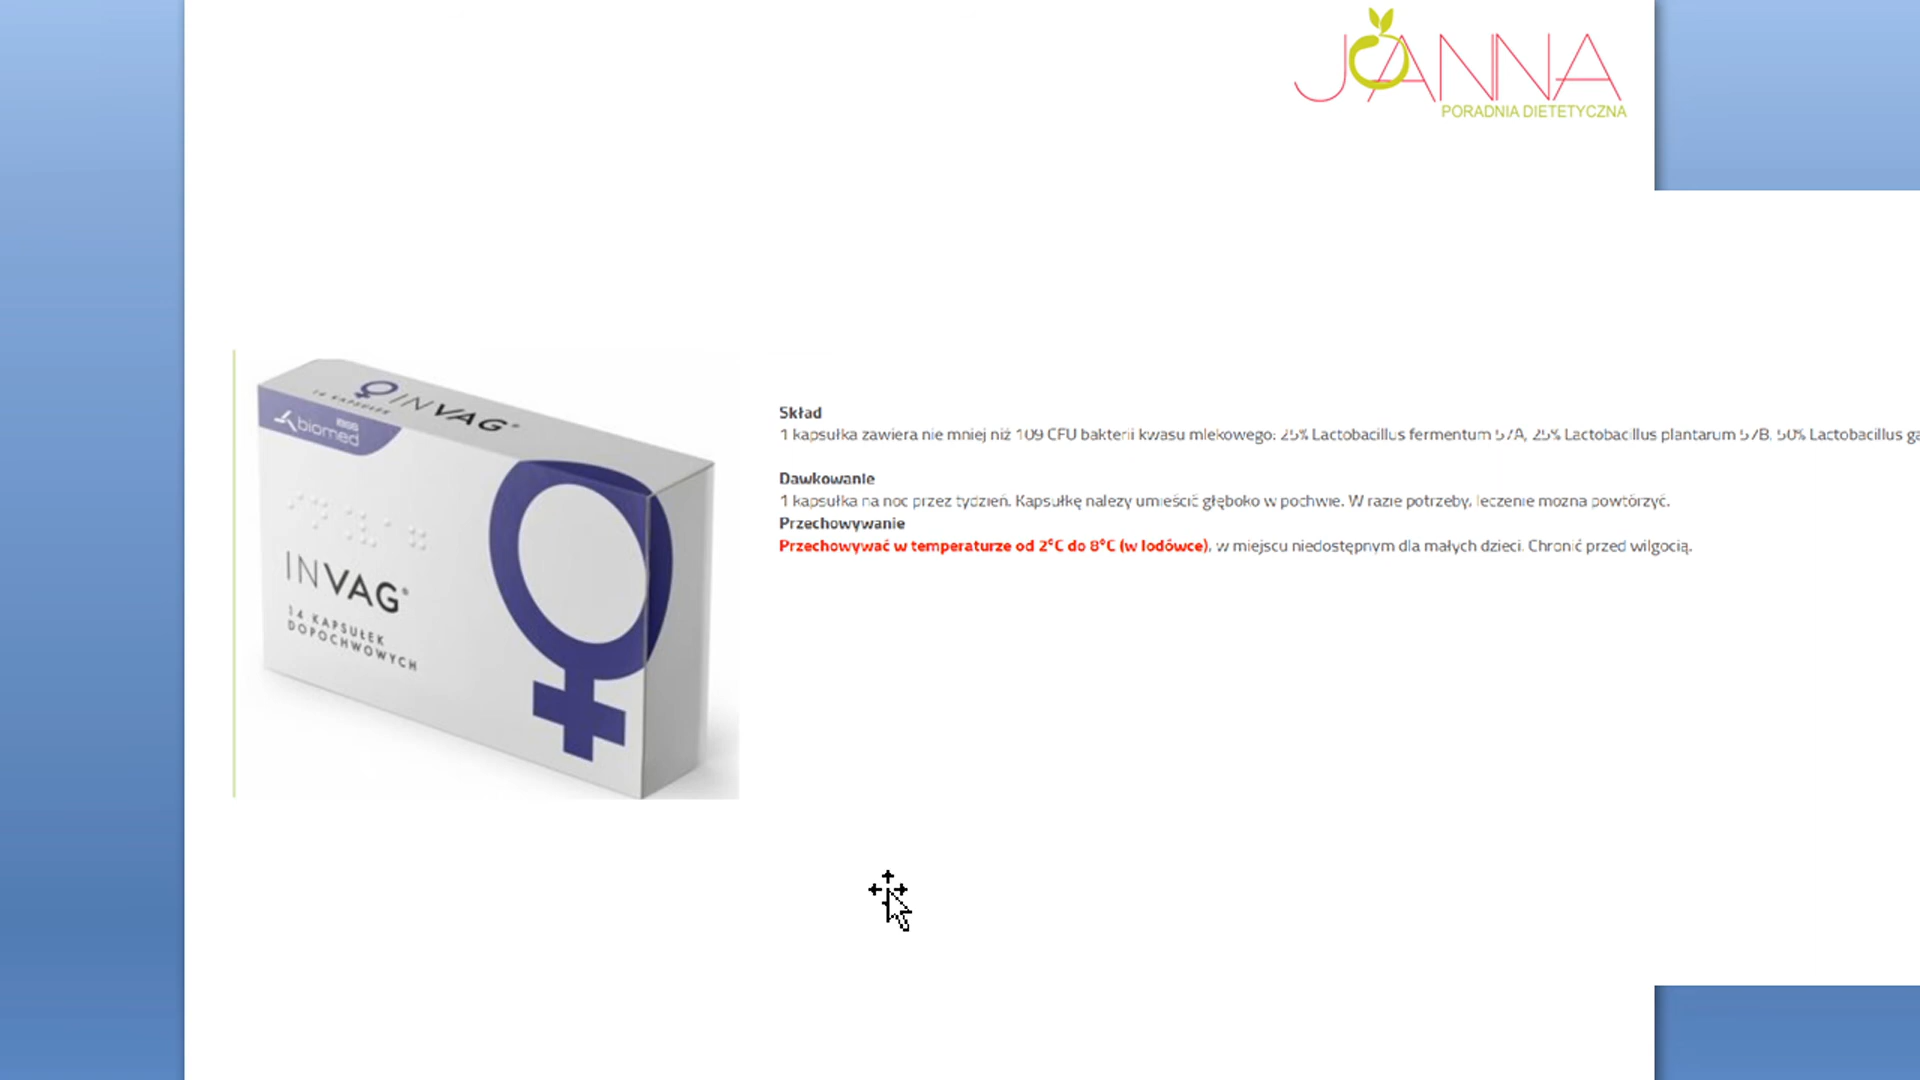 JOANNA
PORADNIA DIETETYCZNA
14 KAPSUŁEK
INVAG®
biomed
INVAG®
14 KAPSUŁEK
DOPOCHWOWYCH
Skład
1 kapsułka zawiera nie mniej niż 109 CFU bakterii kwasu mlekowego: 25% Lactobacillus fermentum 57A, 25% Lactobacillus plantarum 57B, 50% Lactobacillus ga
Dawkowanie
1 kapsułka na noc przez tydzień. Kapsułkę należy umieścić głęboko w pochwie. W razie potrzeby, leczenie można powtórzyć.
Przechowywanie
Przechowywać w temperaturze od 2°C do 8°C (w lodówce), w miejscu niedostępnym dla małych dzieci. Chronić przed wilgocią.